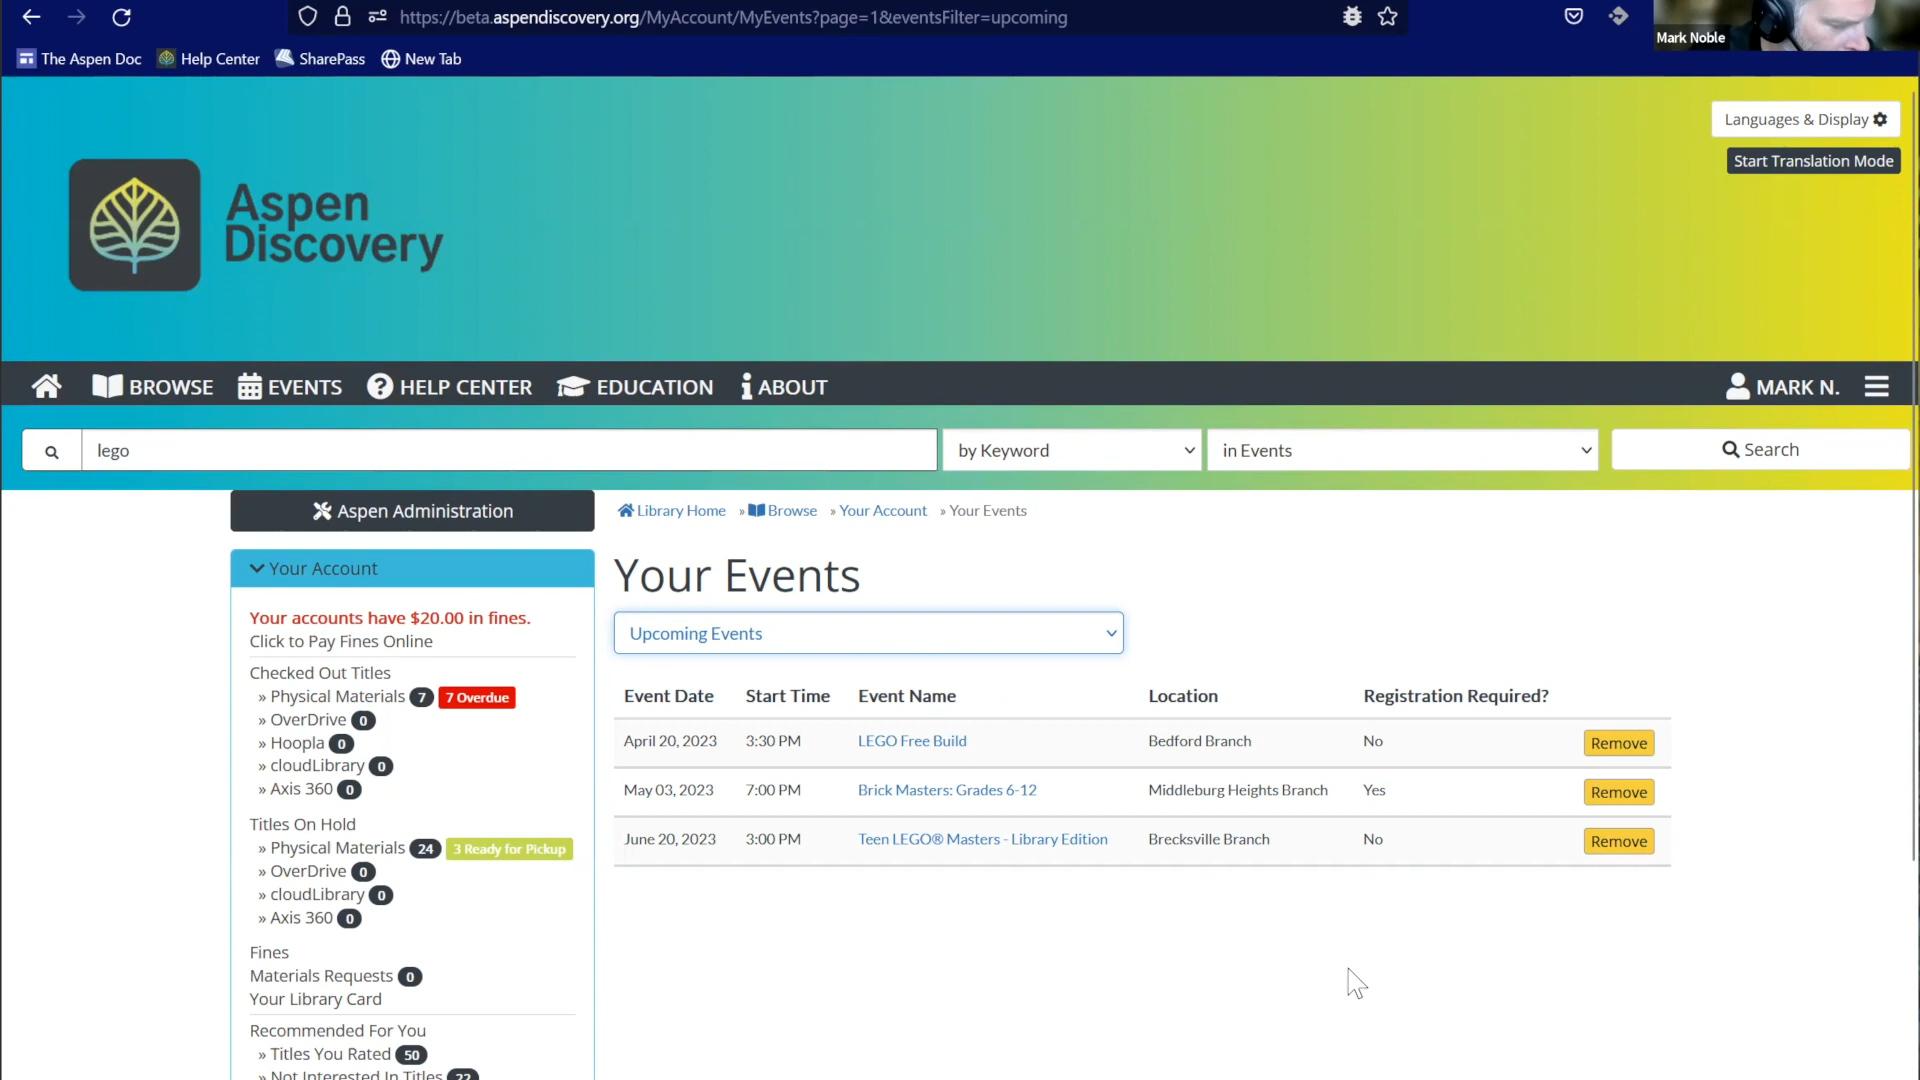 https://beta.aspendiscovery.org/MyAccount/MyEvents?page=1&eventsFilter=upcoming
Mark Noble
The Aspen Doc
Help Center
SharePass
New Tab
Languages & Display
Start Translation Mode
Aspen
Discovery
BROWSE
EVENTS
HELP CENTER
EDUCATION
ABOUT
MARK N.
lego
by Keyword
in Events
Search
Aspen Administration
Library Home » Browse » Your Account » Your Events
Your Account
Your Events
Your accounts have $20.00 in fines.
Click to Pay Fines Online
Upcoming Events
Checked Out Titles
» Physical Materials 7 7 Overdue
» OverDrive 0
» Hoopla 0
» cloudLibrary 0
» Axis 360 0
Titles On Hold
» Physical Materials 24 3 Ready for Pickup
» OverDrive 0
» cloudLibrary 0
» Axis 360 0
Fines
Materials Requests 0
Your Library Card
Recommended For You
» Titles You Rated 50
» Not Interested In Titles 22
Event Date Start Time Event Name Location Registration Required?
April 20, 2023 3:30 PM LEGO Free Build Bedford Branch No Remove
May 03, 2023 7:00 PM Brick Masters: Grades 6-12 Middleburg Heights Branch Yes Remove
June 20, 2023 3:00 PM Teen LEGO® Masters - Library Edition Brecksville Branch No Remove